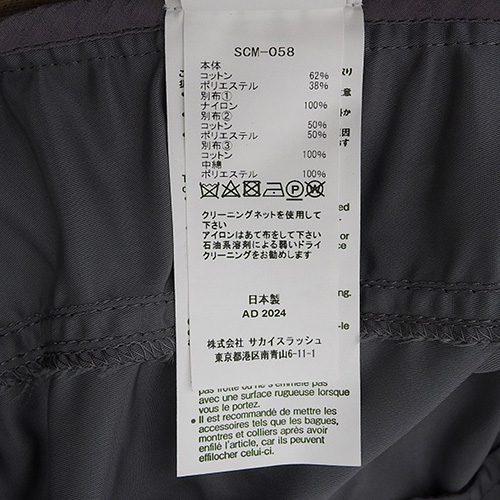 SCM-058
本体
コットン 62%
ポリエステル 38%
別布①
ナイロン 100%
別布②
コットン 50%
ポリエステル 50%
別布③
コットン 100%
中綿
ポリエステル 100%
クリーニングネットを使用して
下さい
アイロンはあて布をして下さい
石油系溶剤による弱いドライ
クリーニングをお勧めします
日本製
AD 2024
株式会社 サカイスラッシュ
東京都港区南青山6-11-1
pas frotté ou ne s'emmêle pas
avec une surface rugueuse lorsque
vous le portez.
• Il est recommandé de mettre les
accessoires tels que les bagues,
montres et colliers après avoir
enfilé l'article, car ils peuvent
effilocher celui-ci.